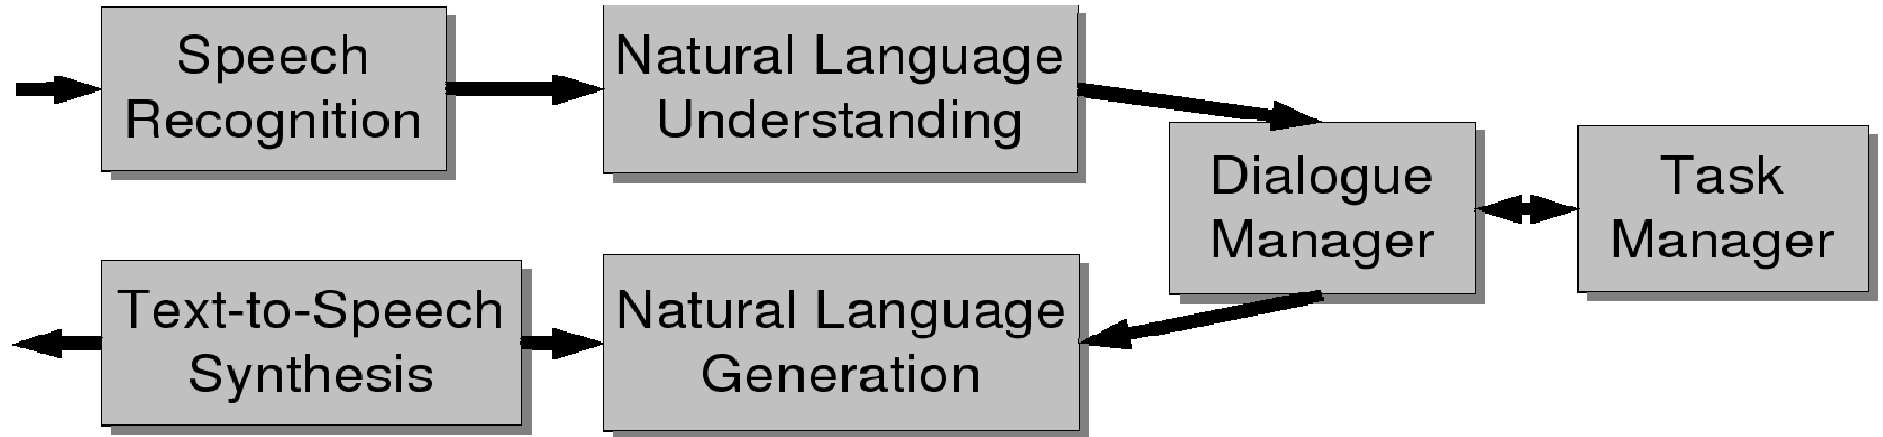 Speech
Recognition
Natural Language
Understanding
Dialogue
Manager
Task
Manager
Text-to-Speech
Synthesis
Natural Language
Generation